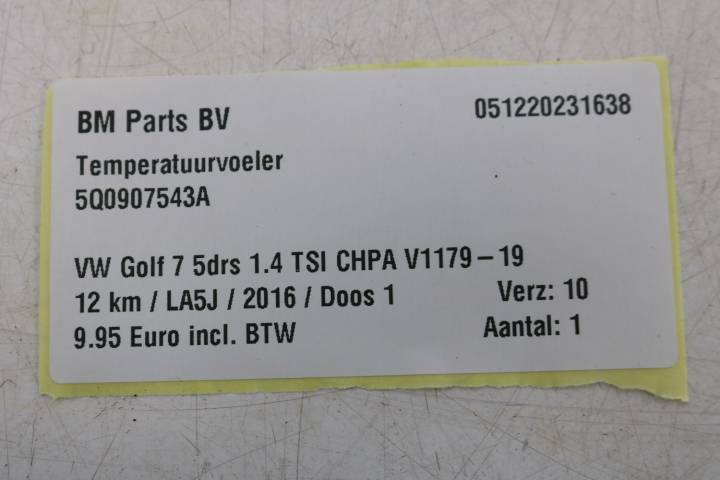 BM Parts BV 051220231638
Temperatuurvoeler
5Q0907543A
VW Golf 7 5drs 1.4 TSI CHPA V1179-19
12 km / LA5J / 2016 / Doos 1 Verz: 10
9.95 Euro incl. BTW Aantal: 1